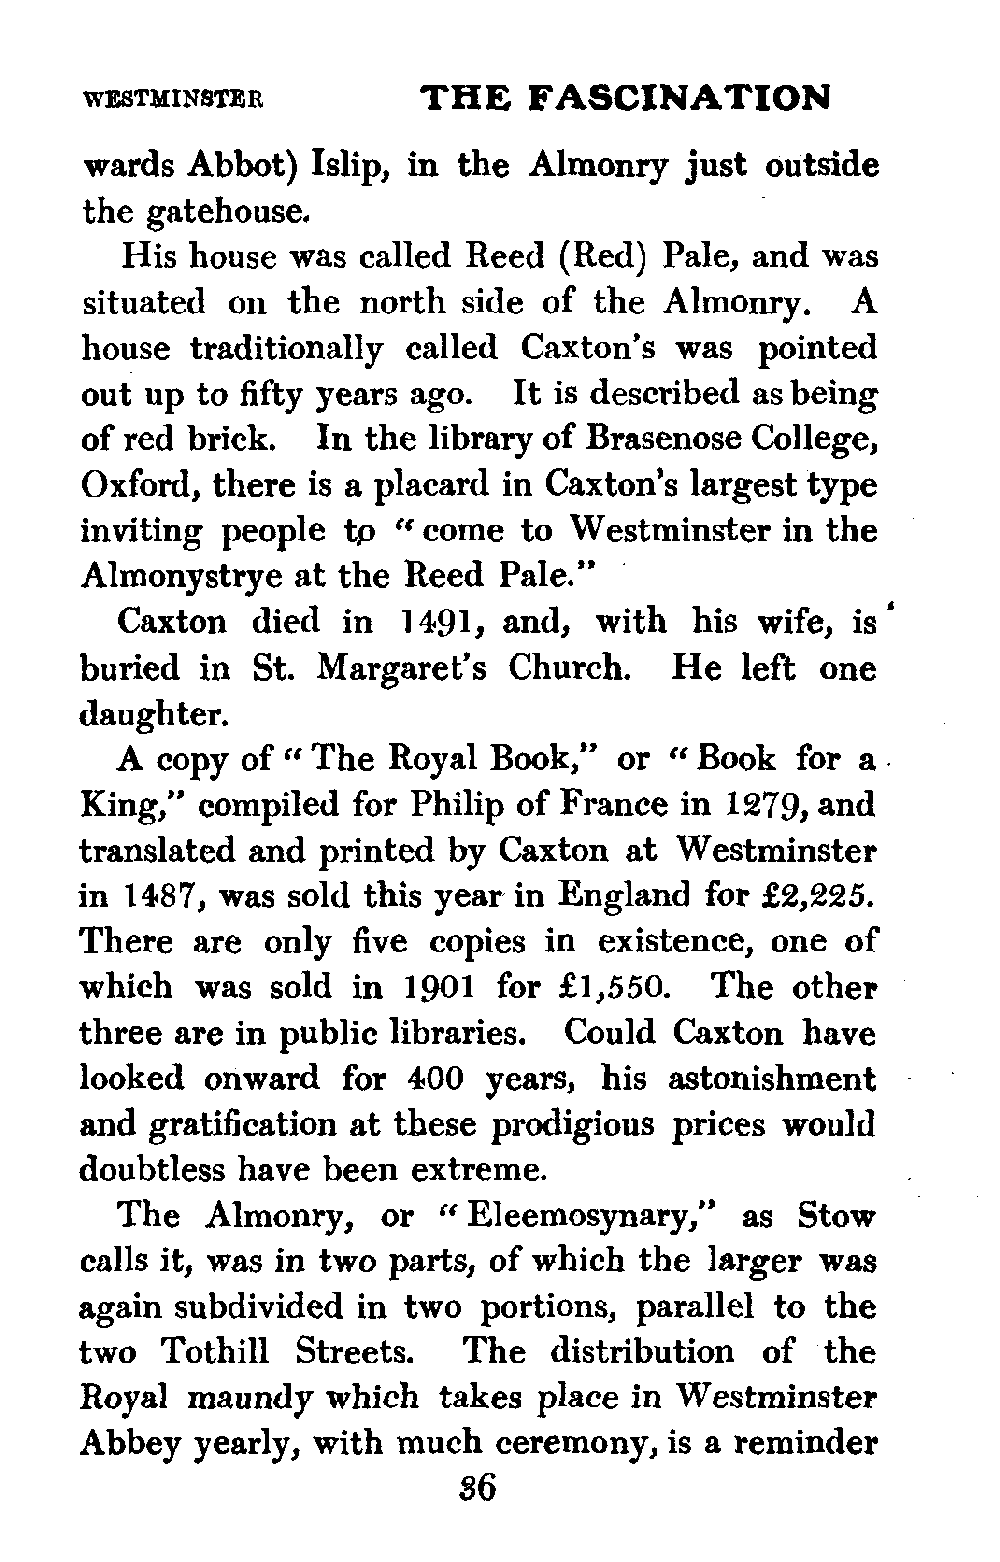 WESTMINSTER THE FASCINATION
wards Abbot) Islip, in the Almonry just outside
the gatehouse.
His house was called Reed (Red) Pale, and was
situated on the north side of the Almonry. A
house traditionally called Caxton's was pointed
out up to fifty years ago. It is described as being
of red brick. In the library of Brasenose College,
Oxford, there is a placard in Caxton's largest type
inviting people to "come to Westminster in the
Almonystrye at the Reed Pale."
Caxton died in 1491, and, with his wife, is
buried in St. Margaret's Church. He left one
daughter.
A copy of "The Royal Book," or "Book for a
King," compiled for Philip of France in 1279, and
translated and printed by Caxton at Westminster
in 1487, was sold this year in England for £2,225.
There are only five copies in existence, one of
which was sold in 1901 for £1,550. The other
three are in public libraries. Could Caxton have
looked onward for 400 years, his astonishment
and gratification at these prodigious prices would
doubtless have been extreme.
The Almonry, or "Eleemosynary," as Stow
calls it, was in two parts, of which the larger was
again subdivided in two portions, parallel to the
two Tothill Streets. The distribution of the
Royal maundy which takes place in Westminster
Abbey yearly, with much ceremony, is a reminder
36